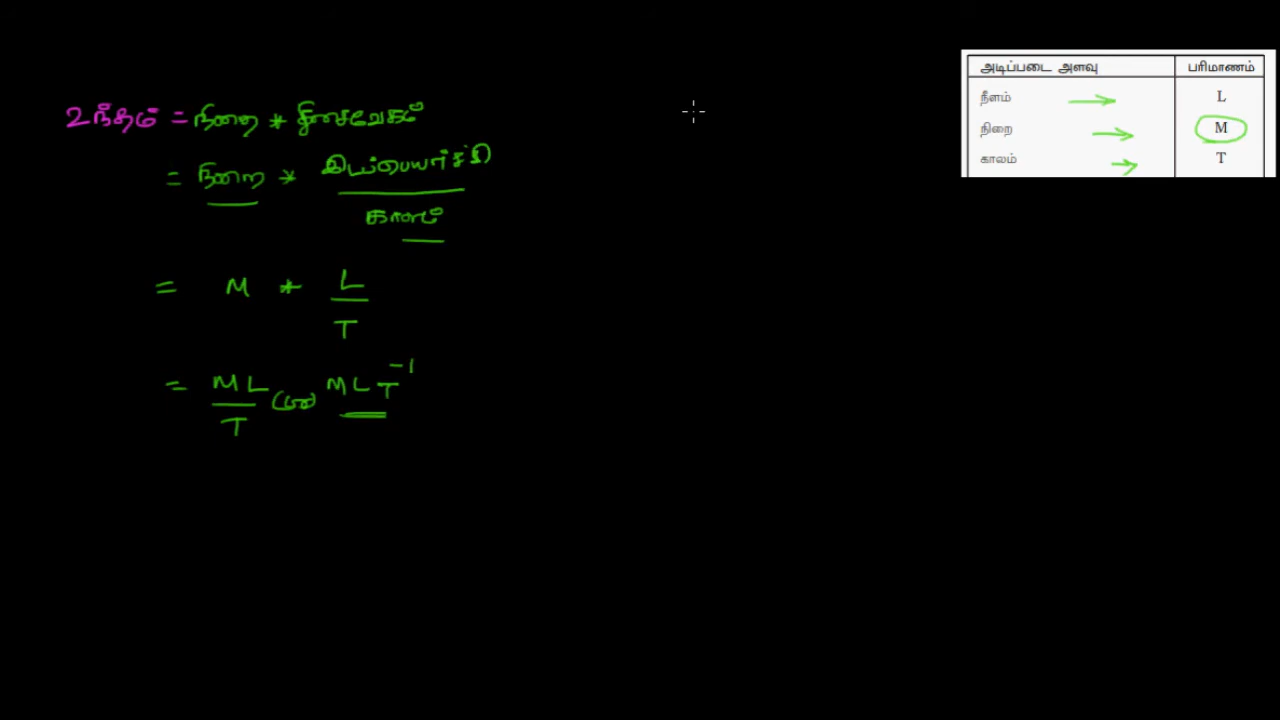 உந்தம் = நிறை * திசைவேகம்
= நிறை * இடப்பெயர்ச்சி
காலம்
= M * L
T
= ML (அ) MLT⁻¹
T
அடிப்படை அளவு பரிமாணம்
நீளம் → L
நிறை → M
காலம் → T